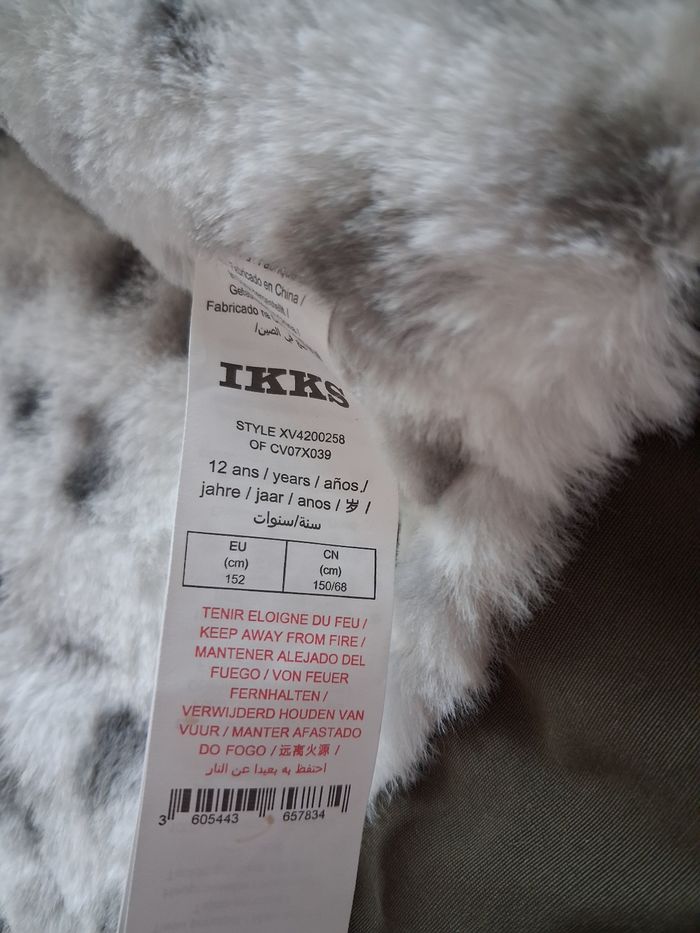 Fabricado en China /
Fabricado na
في الصين/
IKKS
STYLE XV4200258
OF CV07X039
12 ans / years / años /
jahre / jaar / anos / 岁 /
سنة/سنوات
EU
(cm)
152
CN
(cm)
150/68
TENIR ELOIGNE DU FEU /
KEEP AWAY FROM FIRE /
MANTENER ALEJADO DEL
FUEGO / VON FEUER
FERNHALTEN /
VERWIJDERD HOUDEN VAN
VUUR / MANTER AFASTADO
DO FOGO / 远离火源 /
احتفظ به بعيدا عن النار
3 605443 657834